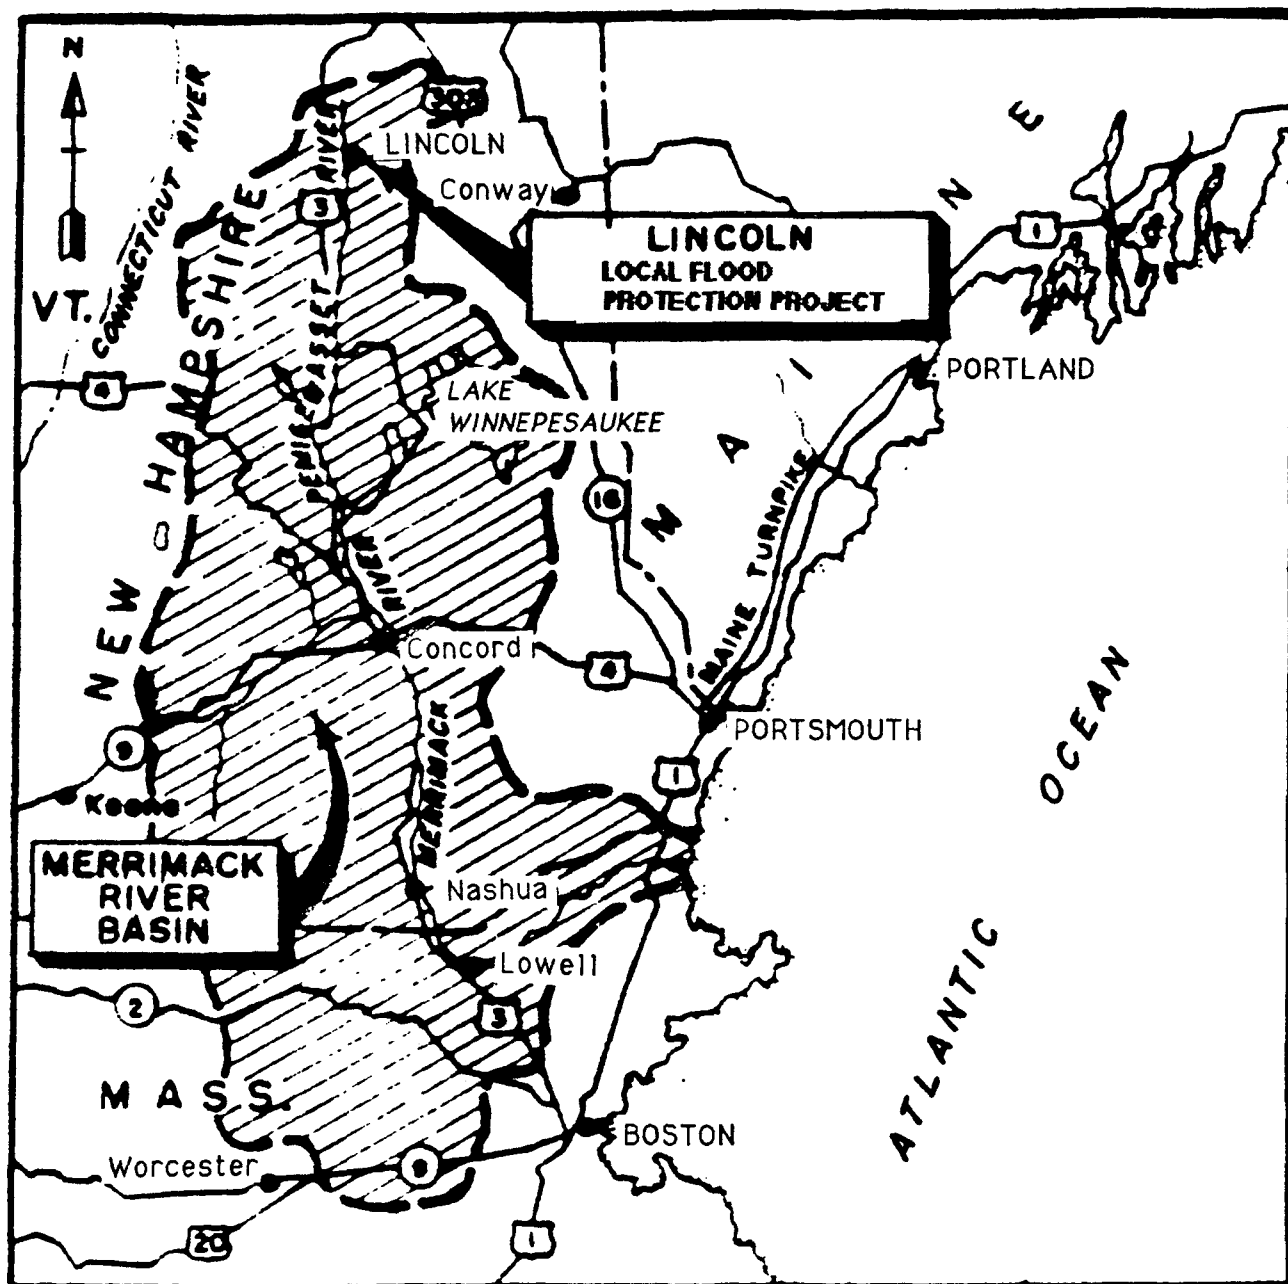 N
CONNECTICUT RIVER
VT.
NEW HAMPSHIRE
302
LINCOLN
Conway
3
PEMIGEWASSET
RIVER
LINCOLN
LOCAL FLOOD
PROTECTION PROJECT
MAINE
1
4
LAKE
WINNEPESAUKEE
PORTLAND
16
MAINE TURNPIKE
RIVER
Concord
4
PORTSMOUTH
9
Keene
1
MERRIMACK
MERRIMACK
RIVER
BASIN
Nashua
Lowell
2
3
MASS.
BOSTON
Worcester
9
20
1
ATLANTIC OCEAN